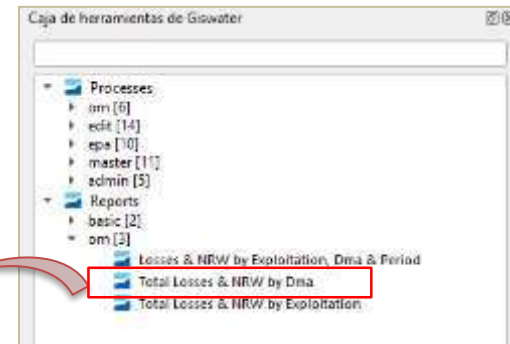 Caja de herramientas de Giswater
Processes
om [6]
edit [14]
epa [10]
master [11]
admin [5]
Reports
basic [2]
om [3]
Losses & NRW by Exploitation, Dma & Period
Total Losses & NRW by Dma
Total Losses & NRW by Exploitation